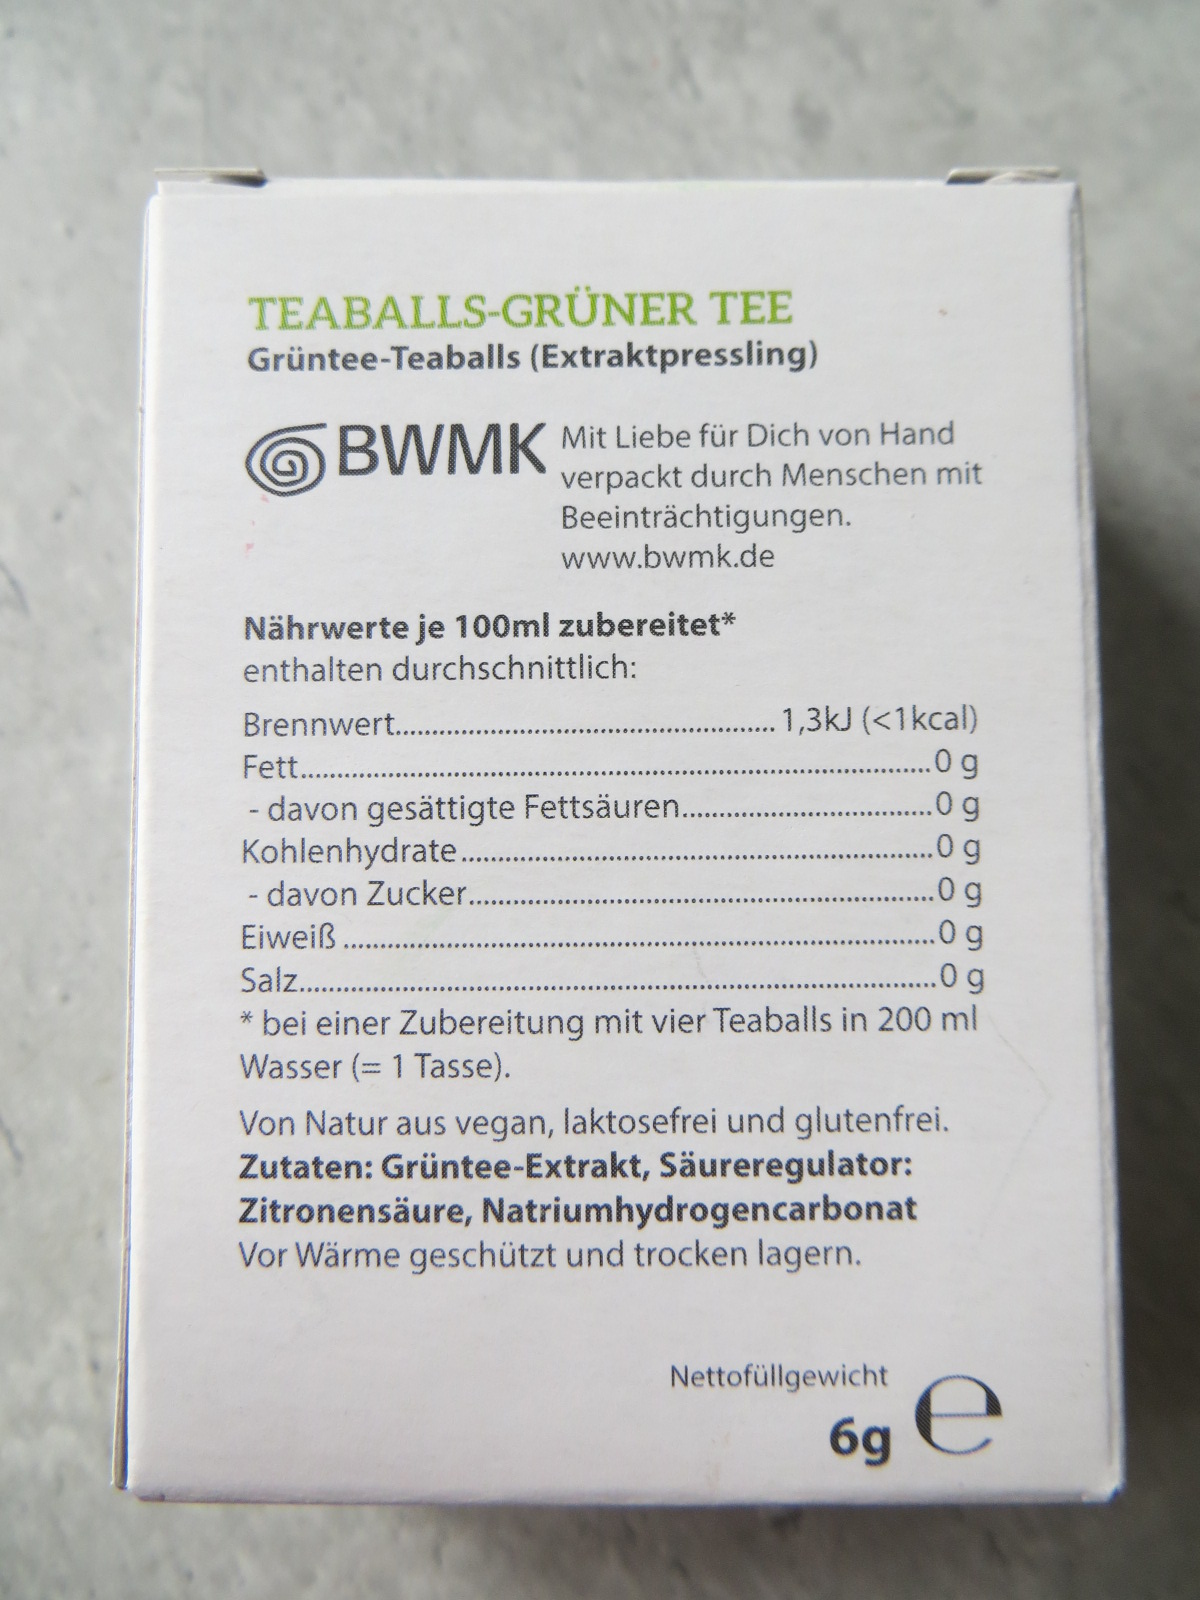 TEABALLS-GRÜNER TEE
Grüntee-Teaballs (Extraktpressling)
BWMK
Mit Liebe für Dich von Hand
verpackt durch Menschen mit
Beeinträchtigungen.
www.bwmk.de
Nährwerte je 100ml zubereitet*
enthalten durchschnittlich:
Brennwert.......................................................1,3kJ (<1kcal)
Fett.......................................................0 g
- davon gesättigte Fettsäuren.......................................................0 g
Kohlenhydrate.......................................................0 g
- davon Zucker.......................................................0 g
Eiweiß.......................................................0 g
Salz.......................................................0 g
* bei einer Zubereitung mit vier Teaballs in 200 ml
Wasser (= 1 Tasse).
Von Natur aus vegan, laktosefrei und glutenfrei.
Zutaten: Grüntee-Extrakt, Säureregulator:
Zitronensäure, Natriumhydrogencarbonat
Vor Wärme geschützt und trocken lagern.
Nettofüllgewicht
6g ℮